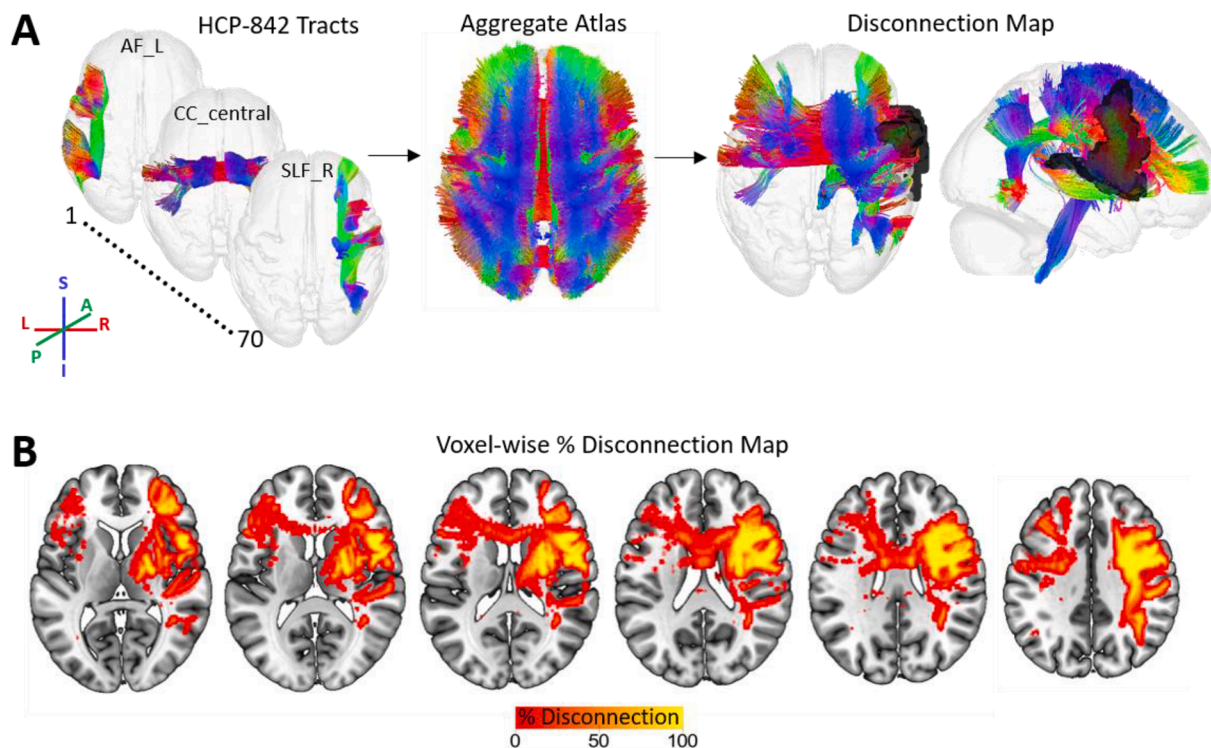 A
HCP-842 Tracts
Aggregate Atlas
Disconnection Map
AF_L
CC_central
SLF_R
1
70
S
A
L
R
P
I
B
Voxel-wise % Disconnection Map
% Disconnection
0 50 100